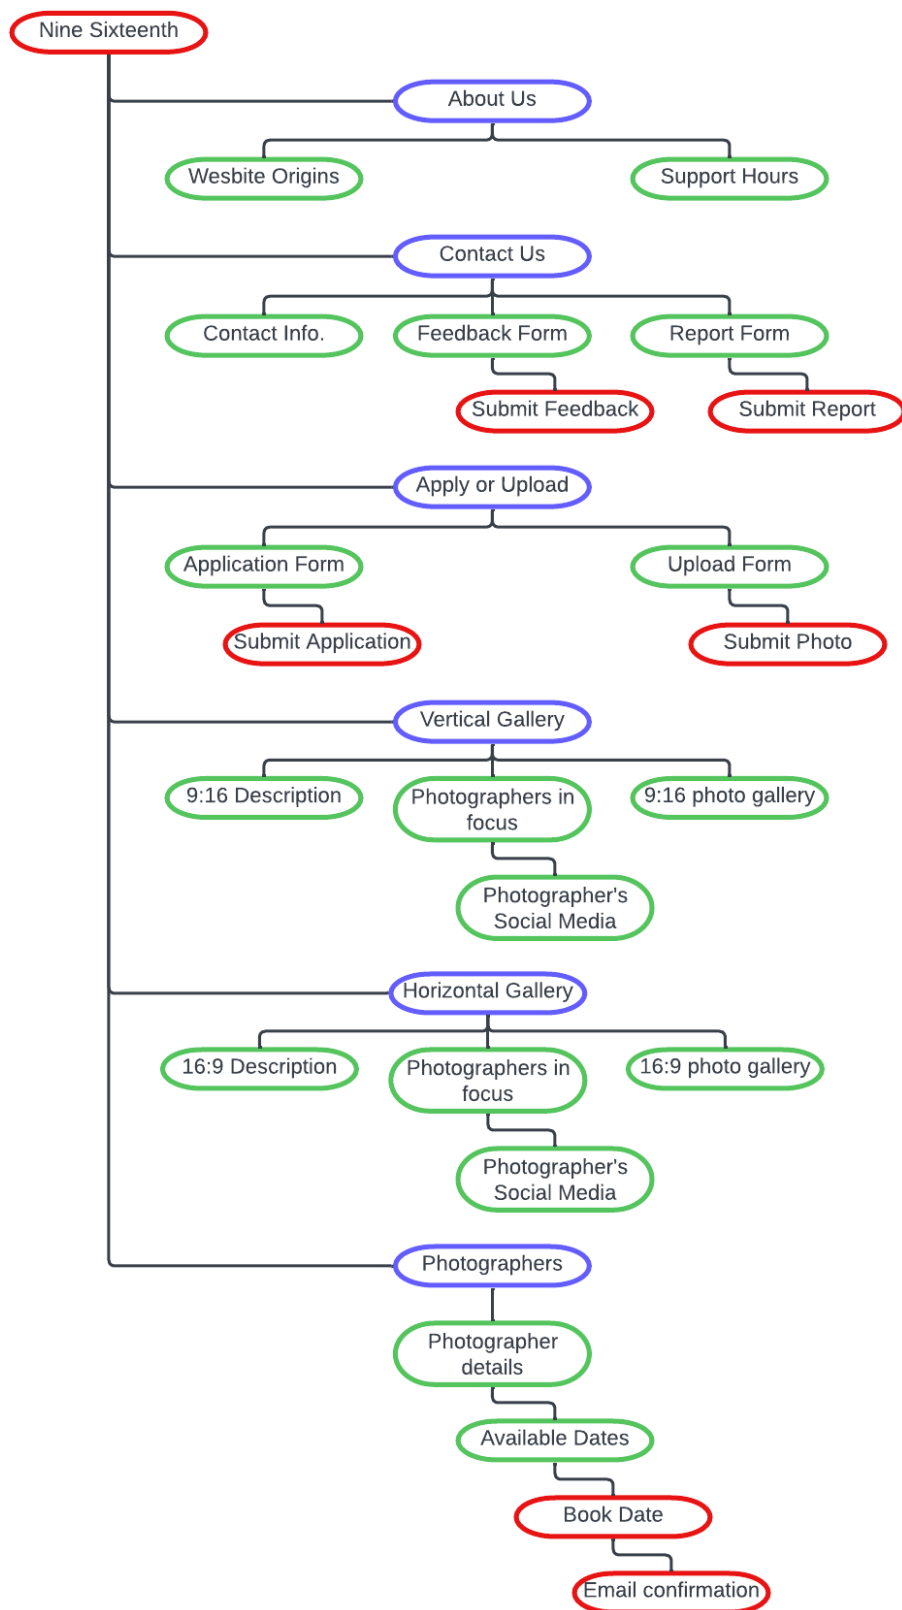 Nine Sixteenth
About Us
Wesbite Origins
Support Hours
Contact Us
Contact Info.
Feedback Form
Report Form
Submit Feedback
Submit Report
Apply or Upload
Application Form
Upload Form
Submit Application
Submit Photo
Vertical Gallery
9:16 Description
Photographers in
focus
9:16 photo gallery
Photographer's
Social Media
Horizontal Gallery
16:9 Description
Photographers in
focus
16:9 photo gallery
Photographer's
Social Media
Photographers
Photographer
details
Available Dates
Book Date
Email confirmation